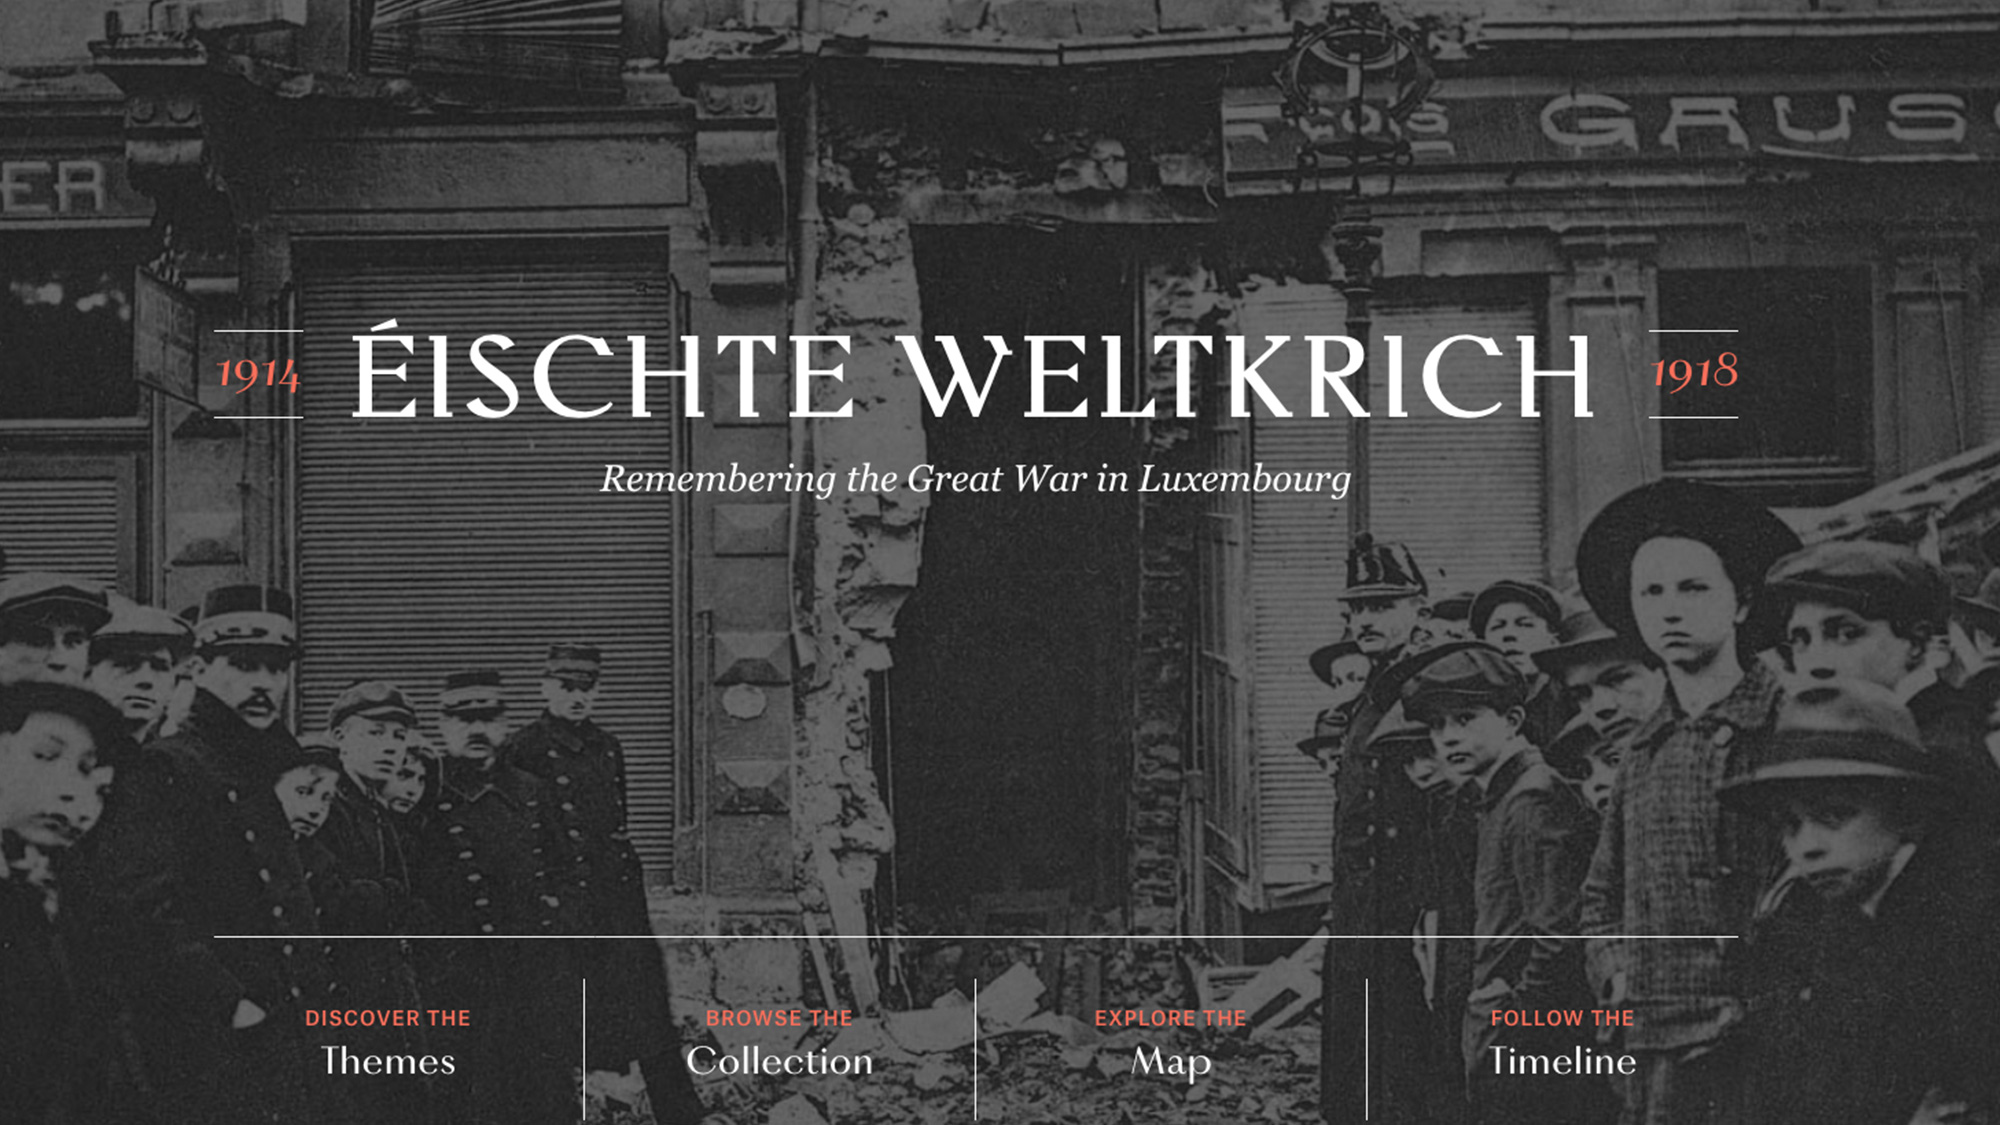 ER
GAUS
1914
ÉISCHTE WELTKRICH
1918
Remembering the Great War in Luxembourg
DISCOVER THE
Themes
BROWSE THE
Collection
EXPLORE THE
Map
FOLLOW THE
Timeline